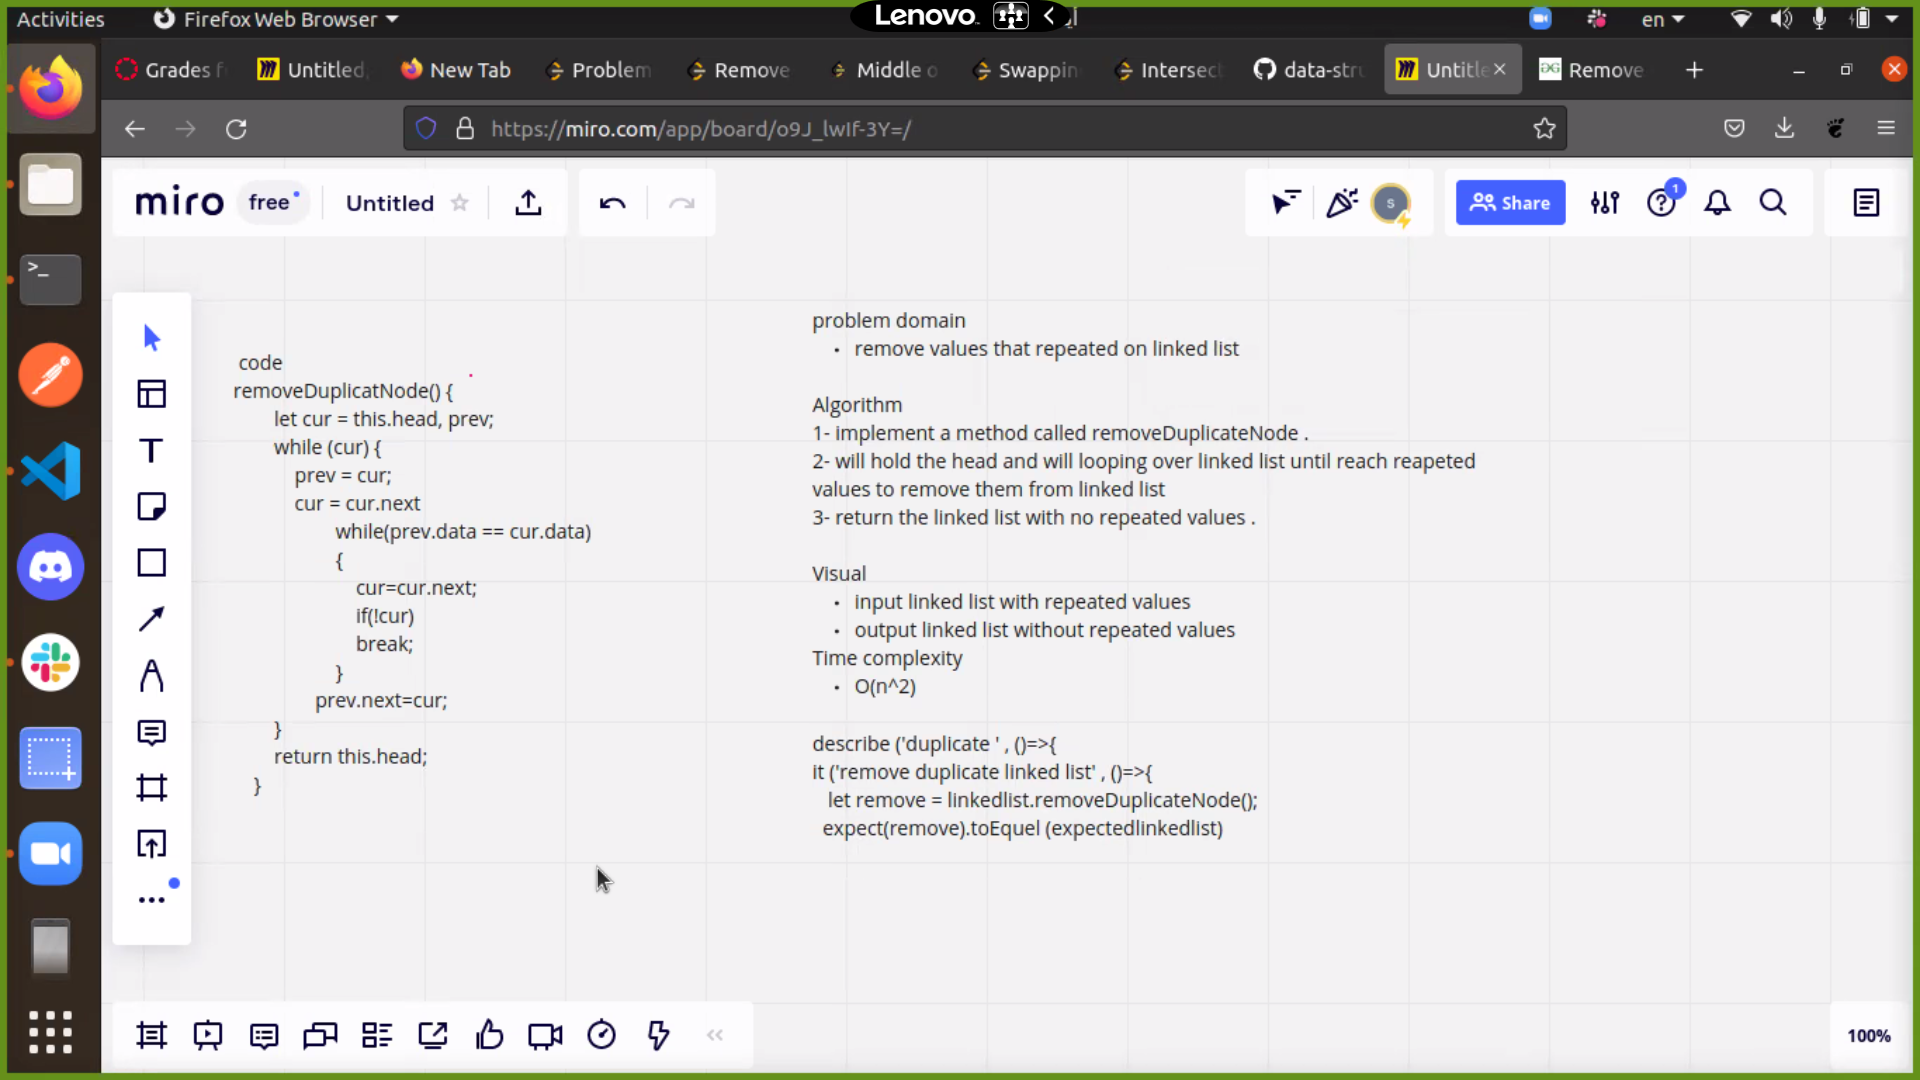 Activities
Firefox Web Browser
Lenovo
en
Grades f
Untitled,
New Tab
Problem
Remove
Middle o
Swappin
Intersect
data-stru
Untitle
Remove
https://miro.com/app/board/o9J_lwIf-3Y=/
miro
free
Untitled
S
Share
1
code
removeDuplicatNode() {
let cur = this.head, prev;
while (cur) {
prev = cur;
cur = cur.next
while(prev.data == cur.data)
{
cur=cur.next;
if(!cur)
break;
}
prev.next=cur;
}
return this.head;
}
problem domain
• remove values that repeated on linked list
Algorithm
1- implement a method called removeDuplicateNode .
2- will hold the head and will looping over linked list until reach reapeted
values to remove them from linked list
3- return the linked list with no repeated values .
Visual
• input linked list with repeated values
• output linked list without repeated values
Time complexity
• O(n^2)
describe ('duplicate ' , ()=>{
it ('remove duplicate linked list' , ()=>{
let remove = linkedlist.removeDuplicateNode();
expect(remove).toEquel (expectedlinkedlist)
100%